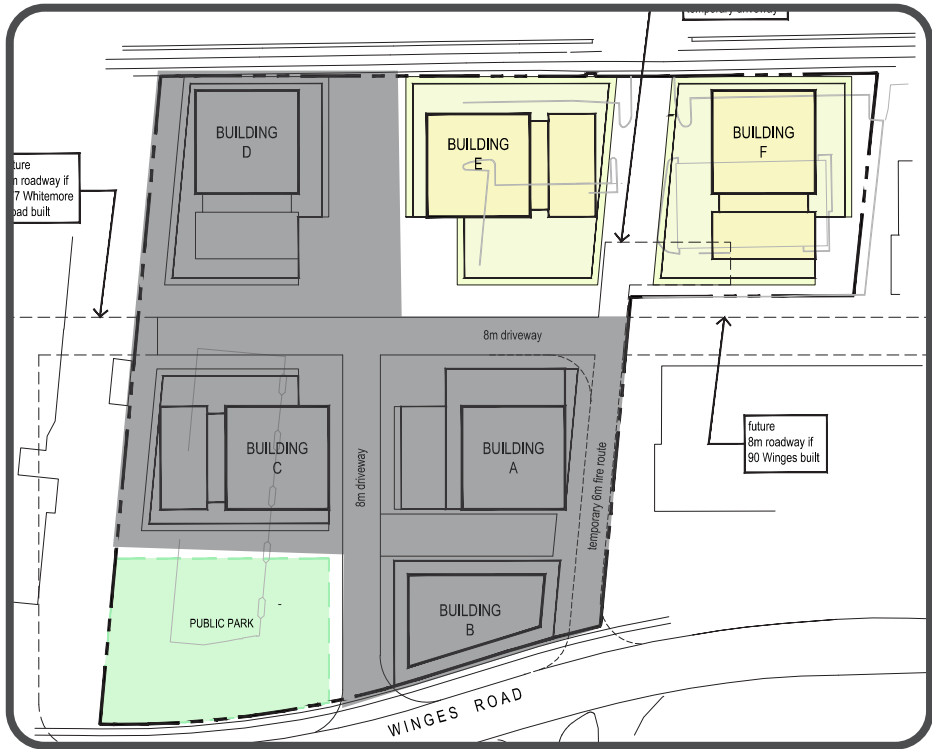 temporary driveway
BUILDING
D
BUILDING
E
BUILDING
F
ture
m roadway if
7 Whitemore
oad built
8m driveway
BUILDING
C
8m driveway
BUILDING
A
temporary 6m fire route
future
8m roadway if
90 Winges built
PUBLIC PARK
BUILDING
B
WINGES ROAD